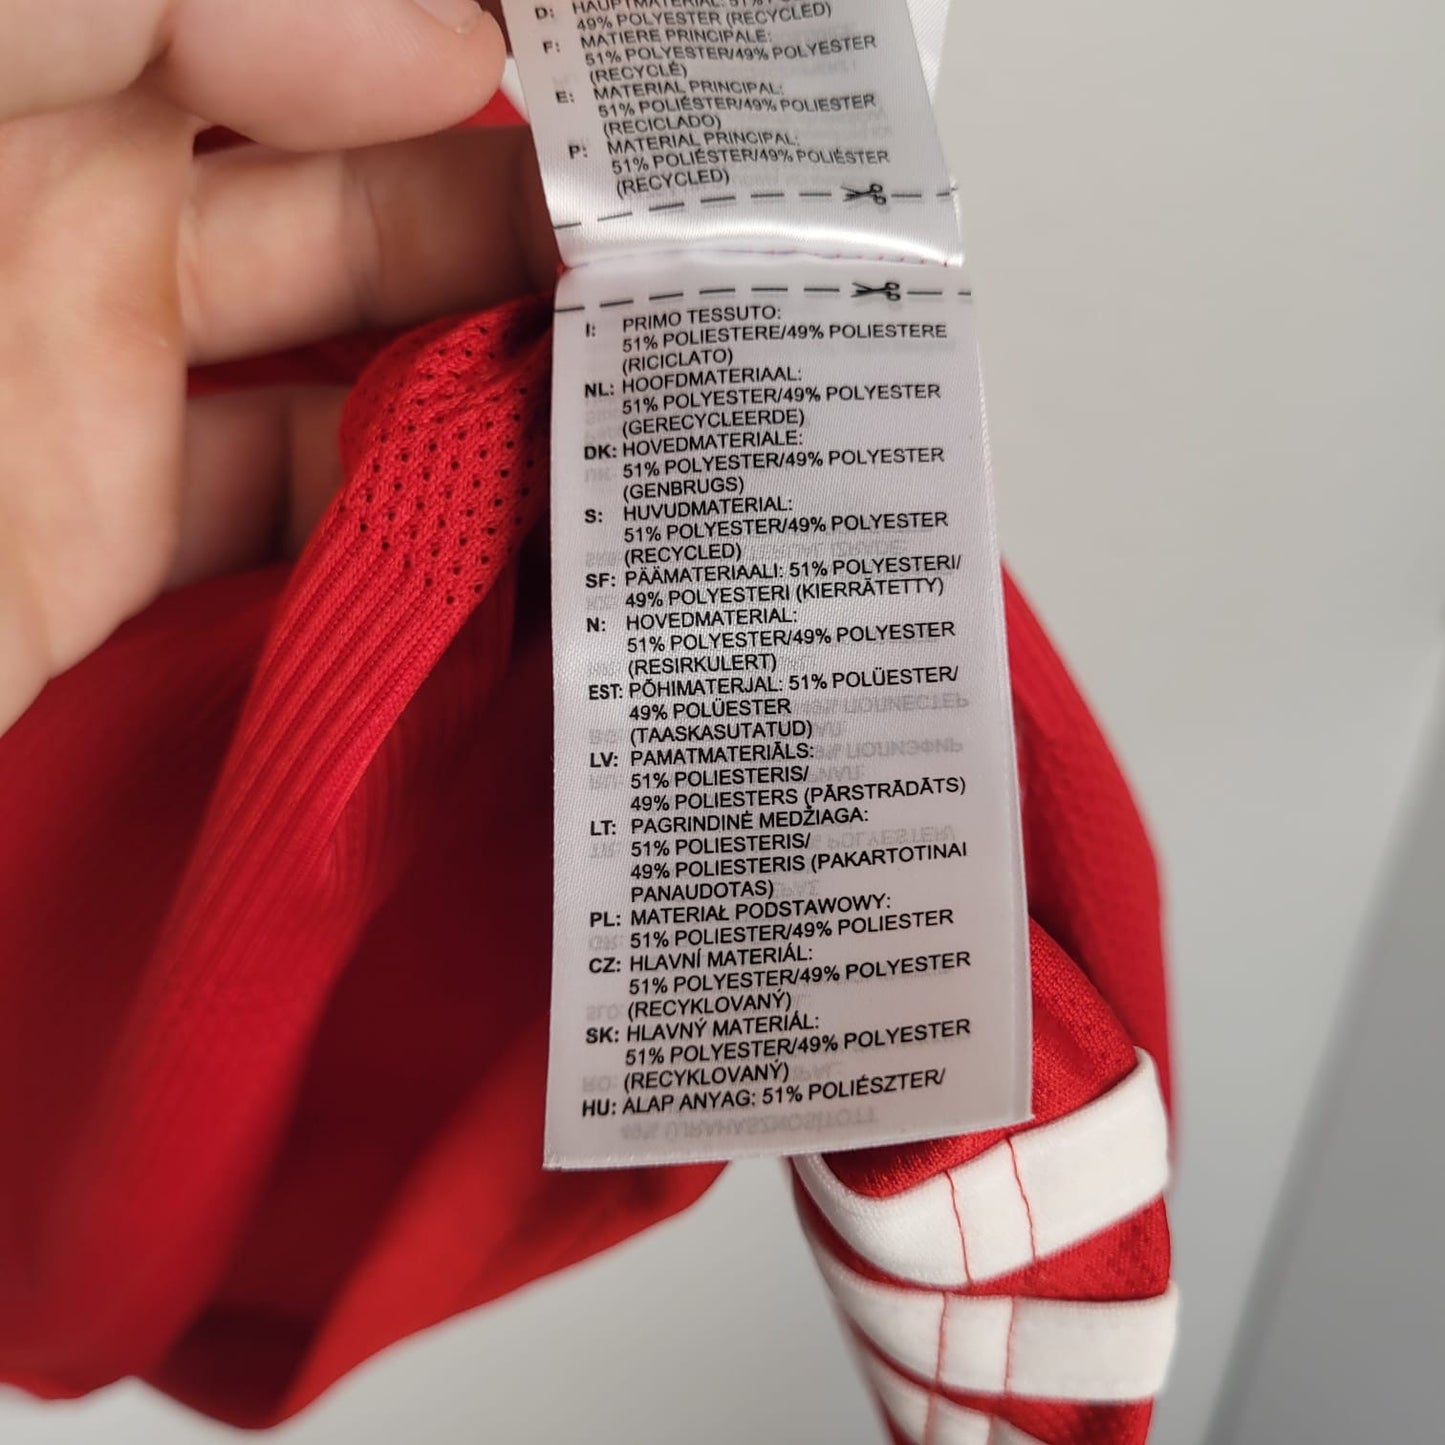 D: HAUPTMATERIAL: 51%
49% POLYESTER (RECYCLED)
F: MATIERE PRINCIPALE:
51% POLYESTER/49% POLYESTER
(RECYCLÉ)
E: MATERIAL PRINCIPAL:
51% POLIÉSTER/49% POLIÉSTER
(RECICLADO)
P: MATERIAL PRINCIPAL:
51% POLIÉSTER/49% POLIÉSTER
(RECYCLED)
I: PRIMO TESSUTO:
51% POLIESTERE/49% POLIESTERE
(RICICLATO)
NL: HOOFDMATERIAAL:
51% POLYESTER/49% POLYESTER
(GERECYCLEERDE)
DK: HOVEDMATERIALE:
51% POLYESTER/49% POLYESTER
(GENBRUGS)
S: HUVUDMATERIAL:
51% POLYESTER/49% POLYESTER
(RECYCLED)
SF: PÄÄMATERIAALI: 51% POLYESTERI/
49% POLYESTERI (KIERRÄTETTY)
N: HOVEDMATERIAL:
51% POLYESTER/49% POLYESTER
(RESIRKULERT)
EST: PÕHIMATERJAL: 51% POLÜESTER/
49% POLÜESTER
(TAASKASUTATUD)
LV: PAMATMATERIĀLS:
51% POLIESTERIS/
49% POLIESTERS (PĀRSTRĀDĀTS)
LT: PAGRINDINĖ MEDŽIAGA:
51% POLIESTERIS/
49% POLIESTERIS (PAKARTOTINAI
PANAUDOTAS)
PL: MATERIAŁ PODSTAWOWY:
51% POLIESTER/49% POLIESTER
CZ: HLAVNÍ MATERIÁL:
51% POLYESTER/49% POLYESTER
(RECYKLOVANÝ)
SK: HLAVNÝ MATERIÁL:
51% POLYESTER/49% POLYESTER
(RECYKLOVANÝ)
HU: ALAP ANYAG: 51% POLIÉSZTER/